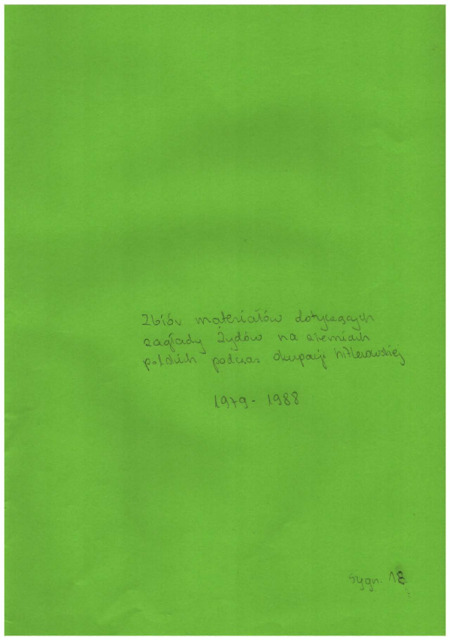 Zbiór materiałów dotyczących
zagłady Żydów na ziemiach
polskich podczas okupacji hitlerowskiej
1979 - 1988
Sygn. 18